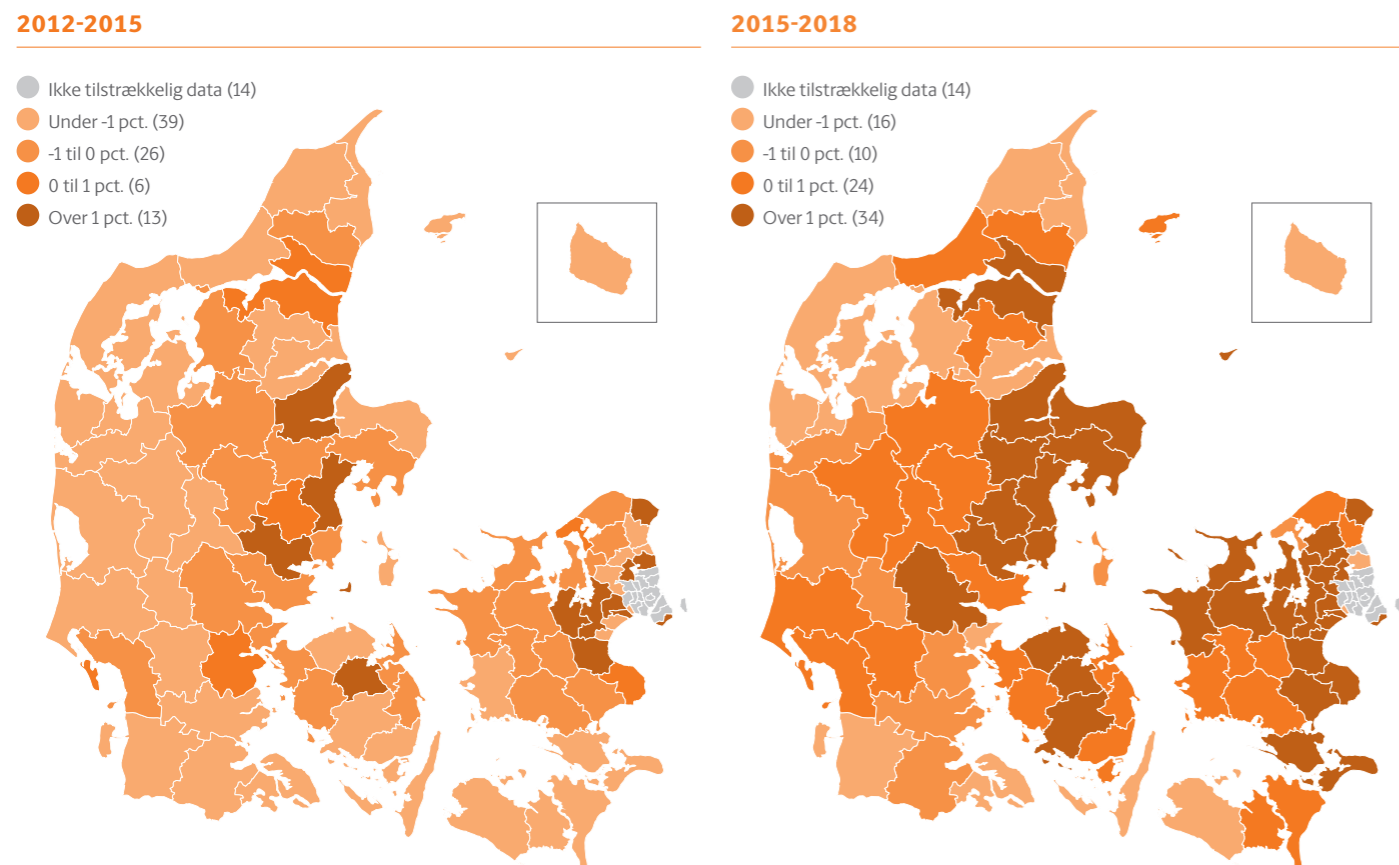 2012-2015
Ikke tilstrækkelig data (14)
Under -1 pct. (39)
-1 til 0 pct. (26)
0 til 1 pct. (6)
Over 1 pct. (13)
2015-2018
Ikke tilstrækkelig data (14)
Under -1 pct. (16)
-1 til 0 pct. (10)
0 til 1 pct. (24)
Over 1 pct. (34)